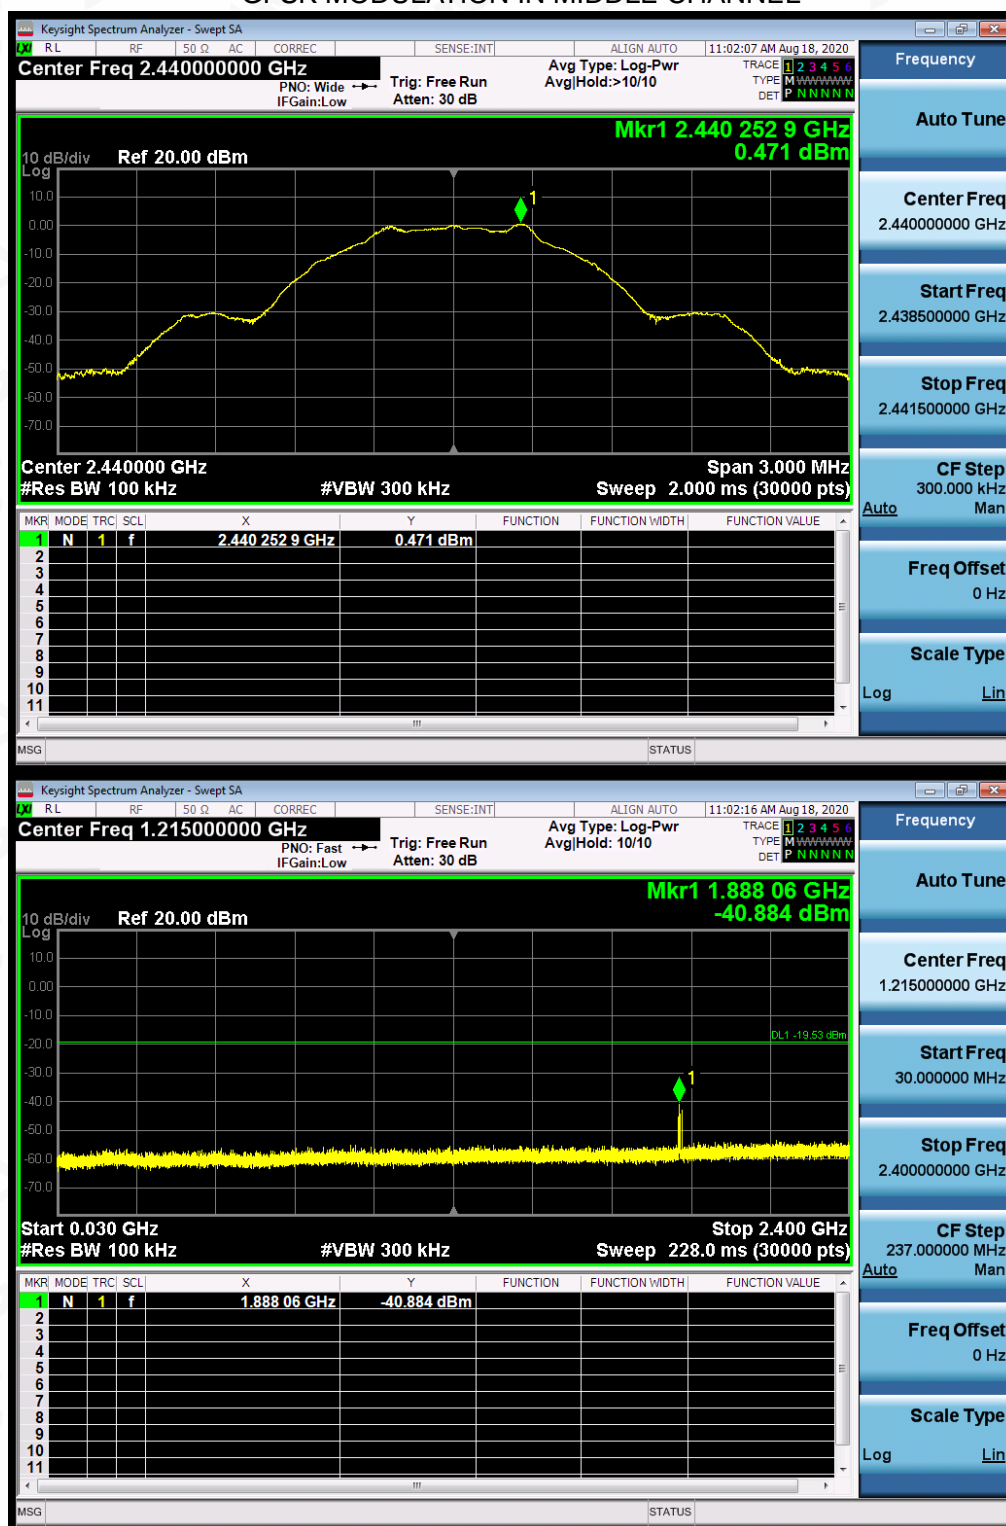 Keysight Spectrum Analyzer - Swept SA
LXI RL RF 50 Ω AC CORREC SENSE:INT ALIGN AUTO 11:02:07 AM Aug 18, 2020
Center Freq 2.440000000 GHz
PNO: Wide
IFGain:Low
Trig: Free Run
Atten: 30 dB
Avg Type: Log-Pwr
Avg|Hold:>10/10
TRACE 1 2 3 4 5 6
TYPE M WWWWW
DET P N N N N N
Mkr1 2.440 252 9 GHz
0.471 dBm
10 dB/div Ref 20.00 dBm
Log
10.0
0.00
-10.0
-20.0
-30.0
-40.0
-50.0
-60.0
-70.0
1
Center 2.440000 GHz Span 3.000 MHz
#Res BW 100 kHz #VBW 300 kHz Sweep 2.000 ms (30000 pts)
MKR MODE TRC SCL X Y FUNCTION FUNCTION WIDTH FUNCTION VALUE
1 N 1 f 2.440 252 9 GHz 0.471 dBm
2
3
4
5
6
7
8
9
10
11
MSG STATUS
Frequency
Auto Tune
Center Freq
2.440000000 GHz
Start Freq
2.438500000 GHz
Stop Freq
2.441500000 GHz
CF Step
300.000 kHz
Auto Man
Freq Offset
0 Hz
Scale Type
Log Lin
Keysight Spectrum Analyzer - Swept SA
LXI RL RF 50 Ω AC CORREC SENSE:INT ALIGN AUTO 11:02:16 AM Aug 18, 2020
Center Freq 1.215000000 GHz
PNO: Fast
IFGain:Low
Trig: Free Run
Atten: 30 dB
Avg Type: Log-Pwr
Avg|Hold: 10/10
TRACE 1 2 3 4 5 6
TYPE M WWWWW
DET P N N N N N
Mkr1 1.888 06 GHz
-40.884 dBm
10 dB/div Ref 20.00 dBm
Log
10.0
0.00
-10.0
-20.0
-30.0
-40.0
-50.0
-60.0
-70.0
DL1 -19.53 dBm
1
Start 0.030 GHz Stop 2.400 GHz
#Res BW 100 kHz #VBW 300 kHz Sweep 228.0 ms (30000 pts)
MKR MODE TRC SCL X Y FUNCTION FUNCTION WIDTH FUNCTION VALUE
1 N 1 f 1.888 06 GHz -40.884 dBm
2
3
4
5
6
7
8
9
10
11
MSG STATUS
Frequency
Auto Tune
Center Freq
1.215000000 GHz
Start Freq
30.000000 MHz
Stop Freq
2.400000000 GHz
CF Step
237.000000 MHz
Auto Man
Freq Offset
0 Hz
Scale Type
Log Lin